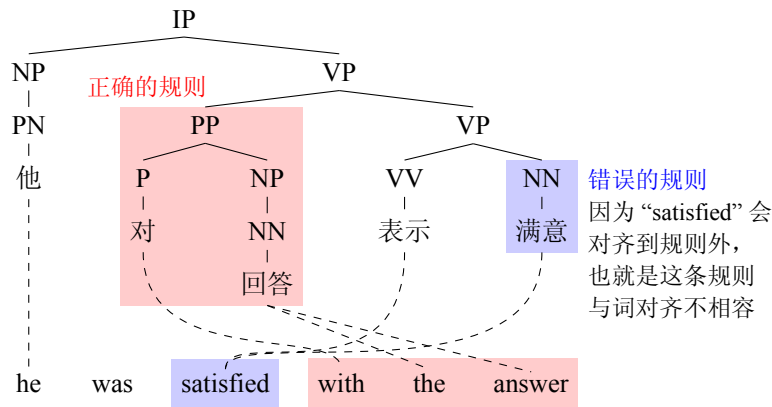 IP
NP VP
正确的规则
PN PP VP
他 P NP VV NN 错误的规则
对 NN 表示 满意 因为 “satisfied” 会
对齐到规则外，
回答 也就是这条规则
与词对齐不相容
he was satisfied with the answer